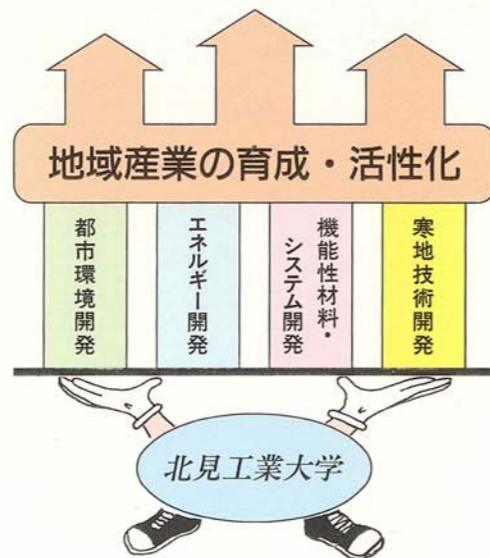 地域産業の育成・活性化
都市環境開発
エネルギー開発
機能性材料・
システム開発
寒地技術開発
北見工業大学